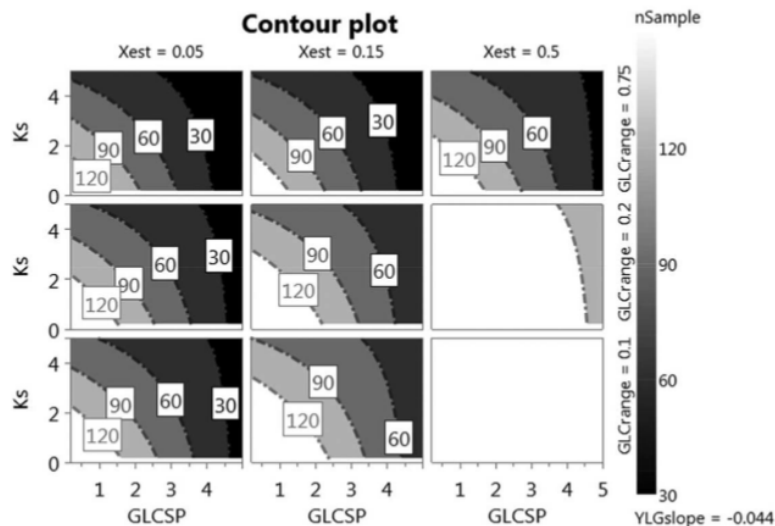 nSample
Contour plot
Xest = 0.05 Xest = 0.15 Xest = 0.5
Ks 4 2 0 120 90 60 30 90 60 30 120 90 60 GLCrange = 0.75
Ks 4 2 0 120 90 60 30 120 90 60 GLCrange = 0.2
Ks 4 2 0 120 90 60 30 120 90 60 GLCrange = 0.1
120
90
60
30
1 2 3 4 1 2 3 4 1 2 3 4 5
GLCSP GLCSP GLCSP
YLGslope = -0.044